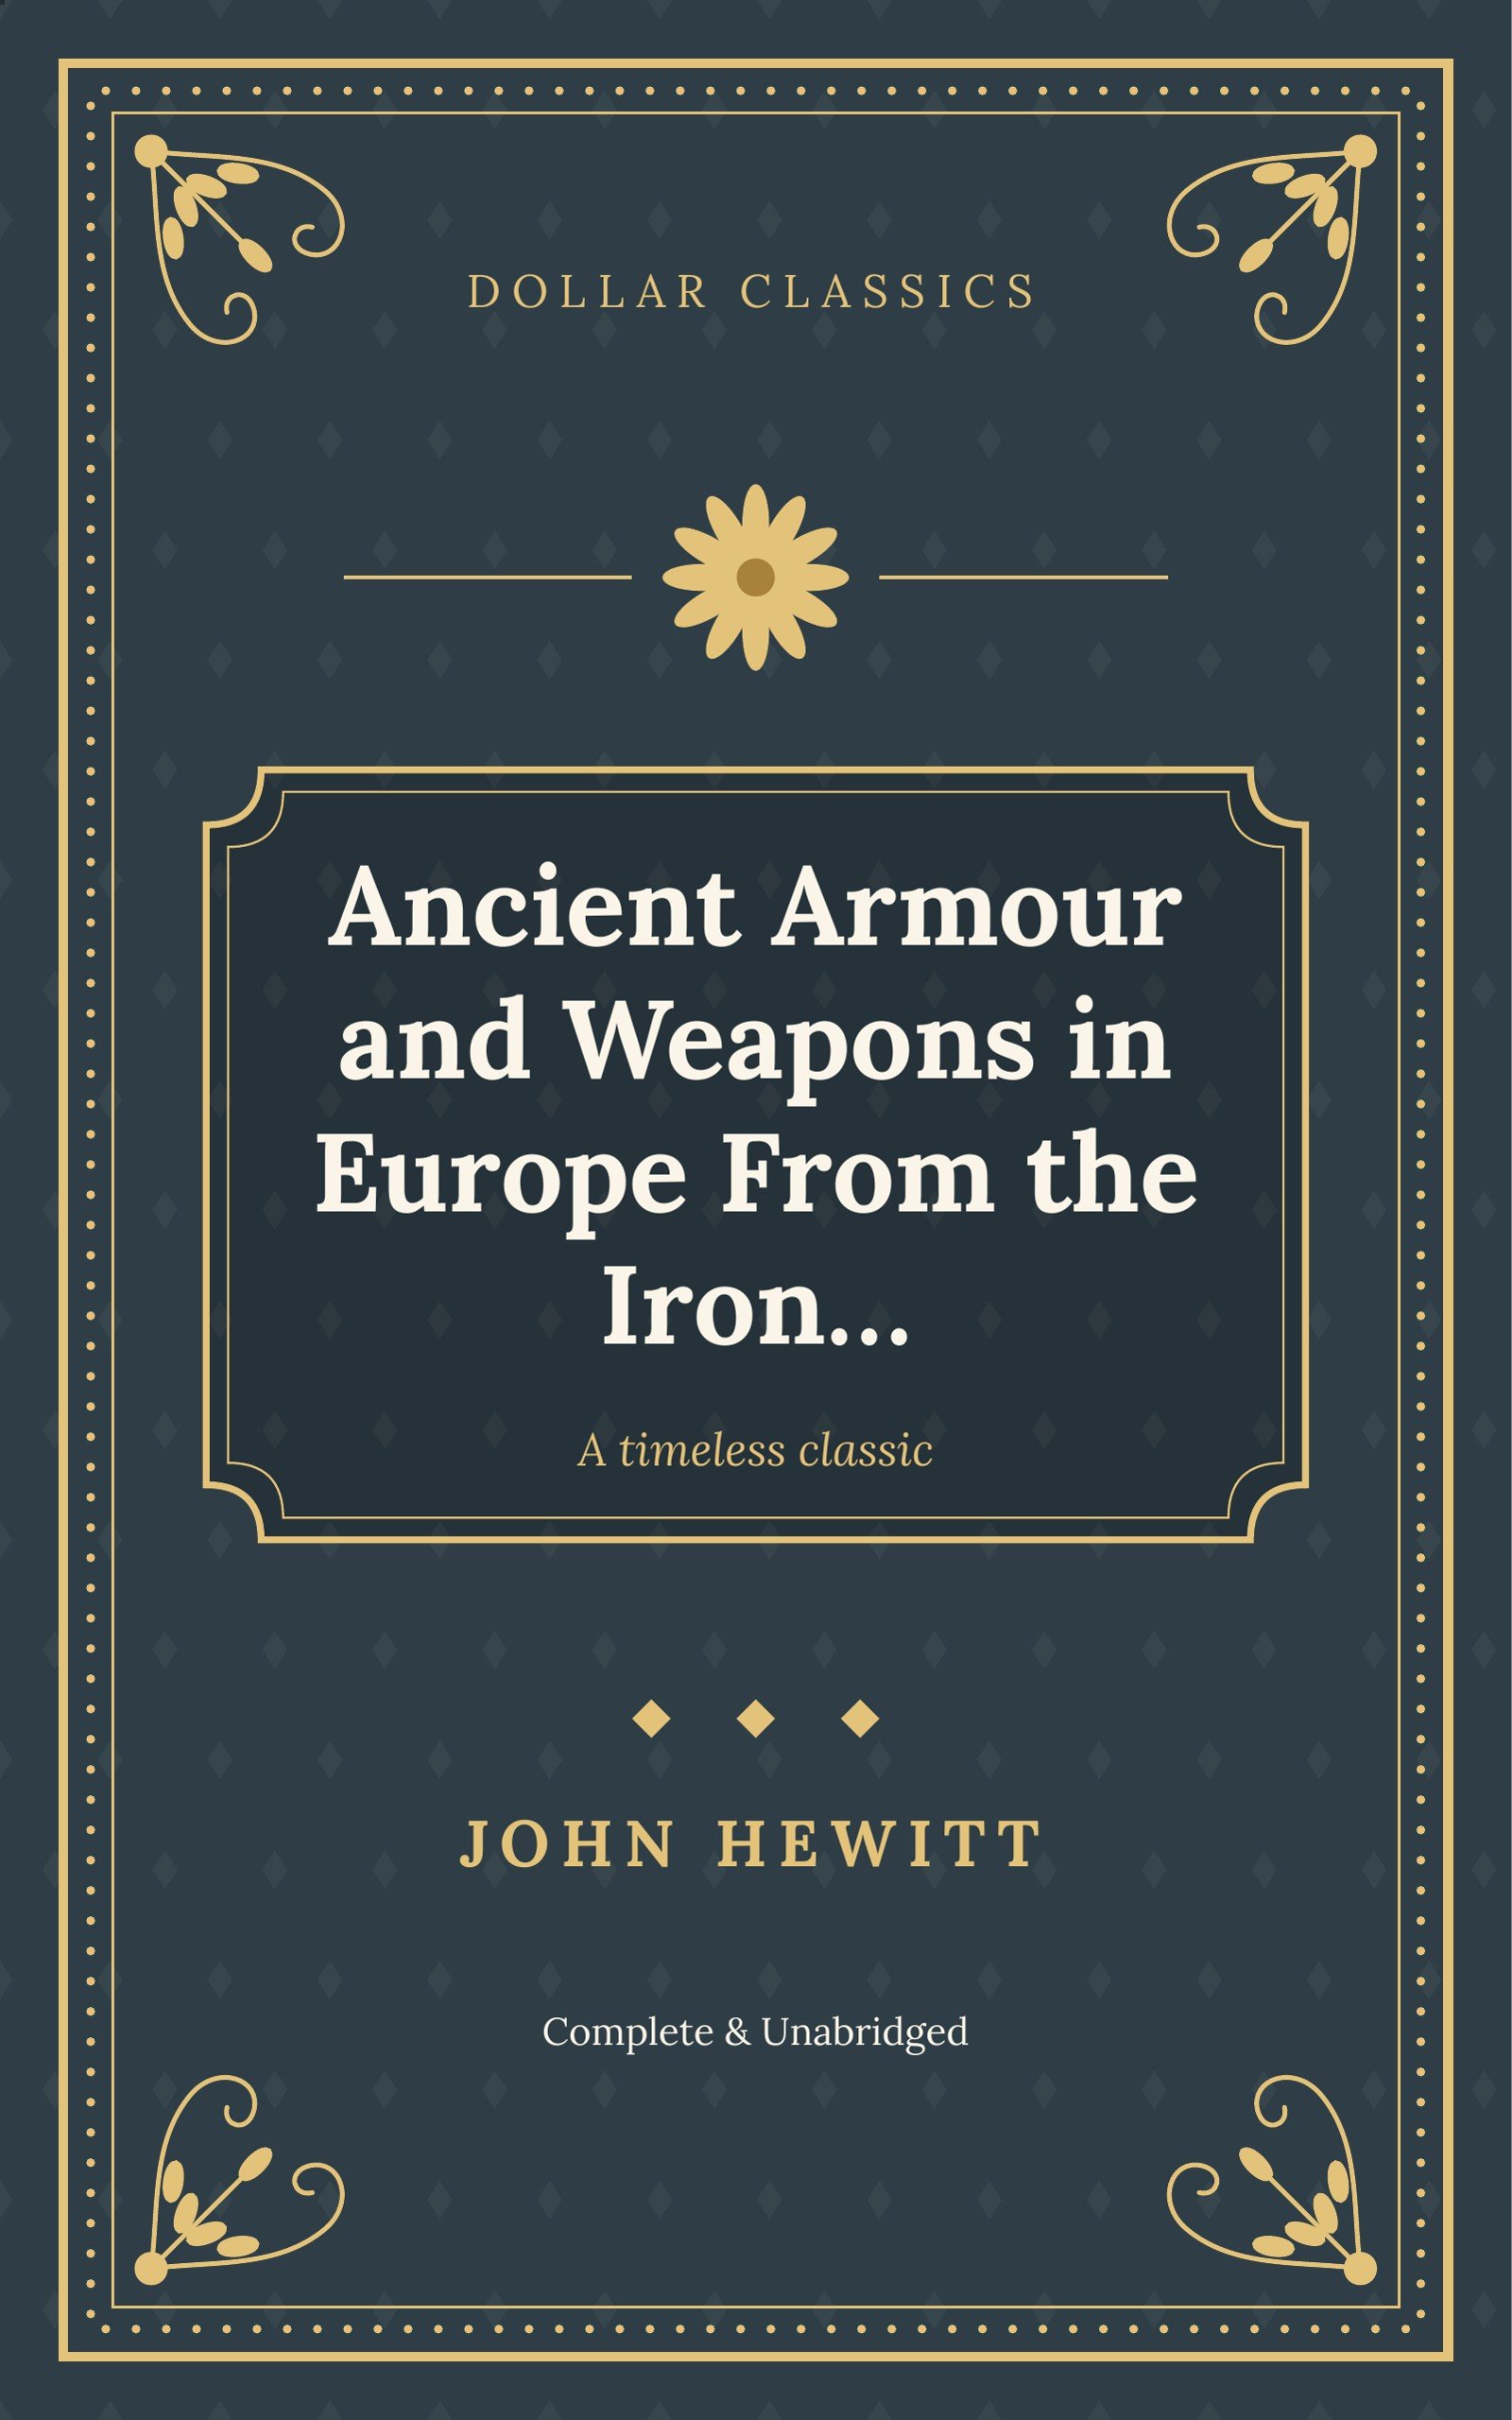 DOLLAR CLASSICS
Ancient Armour
and Weapons in
Europe From the
Iron...
A timeless classic
JOHN HEWITT
Complete & Unabridged